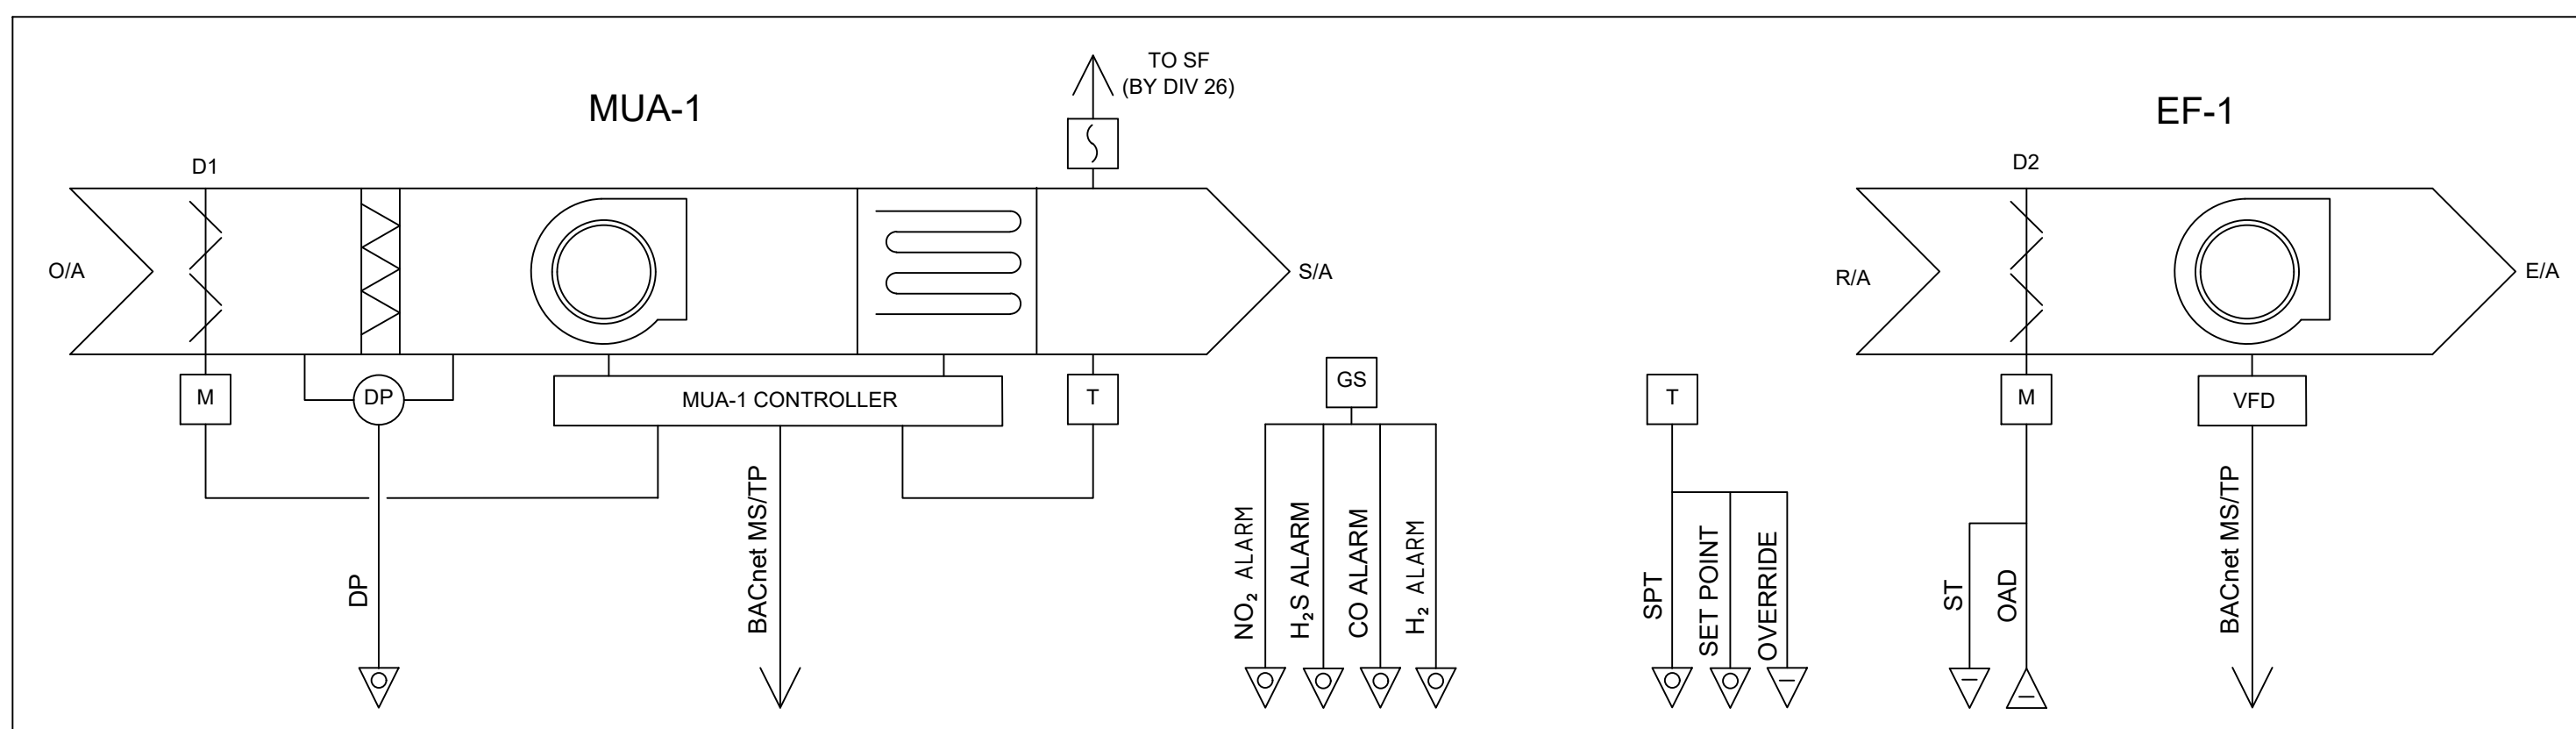 TO SF
(BY DIV 26)
MUA-1
EF-1
D1
D2
O/A
S/A
R/A
E/A
M
DP
MUA-1 CONTROLLER
T
GS
T
M
VFD
DP
BACnet MS/TP
NO₂ ALARM
H₂S ALARM
CO ALARM
H₂ ALARM
SPT
SET POINT
OVERRIDE
ST
OAD
BACnet MS/TP